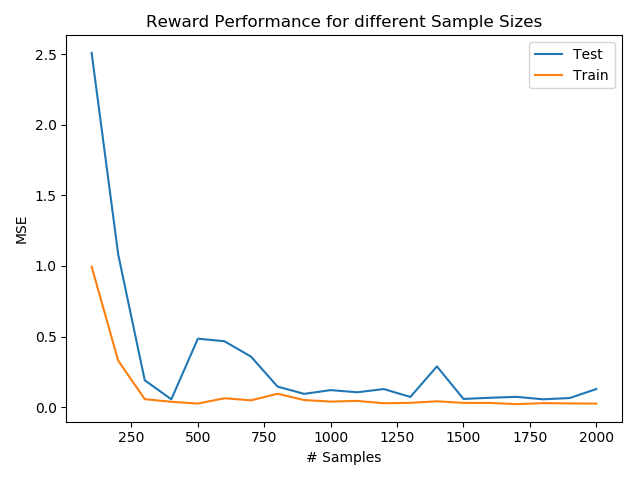 Reward Performance for different Sample Sizes
Test
Train
2.5
2.0
1.5
1.0
0.5
0.0
MSE
250 500 750 1000 1250 1500 1750 2000
# Samples